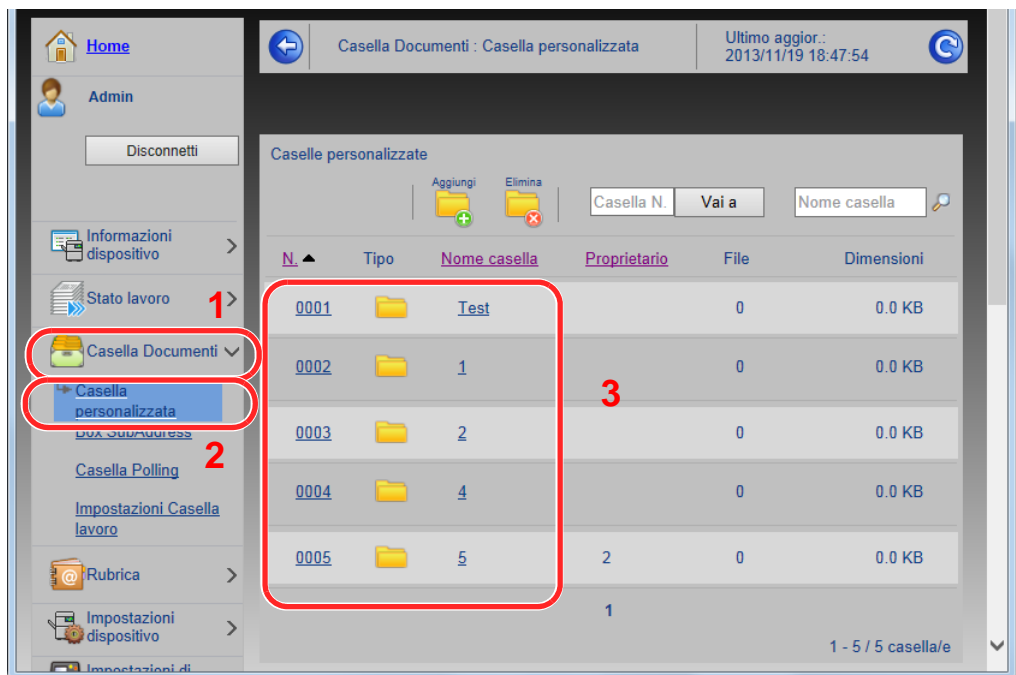 Home
Casella Documenti : Casella personalizzata
Ultimo aggior.:
2013/11/19 18:47:54
Admin
Disconnetti
Informazioni
dispositivo
Stato lavoro
1
Casella Documenti
Casella
personalizzata
2
Box SubAddress
Casella Polling
Impostazioni Casella
lavoro
Rubrica
Impostazioni
dispositivo
Impostazioni di
Caselle personalizzate
Aggiungi Elimina
Casella N. Vai a Nome casella
N. Tipo Nome casella Proprietario File Dimensioni
0001 Test 0 0.0 KB
0002 1 0 0.0 KB
3
0003 2 0 0.0 KB
0004 4 0 0.0 KB
0005 5 2 0 0.0 KB
1
1 - 5 / 5 casella/e